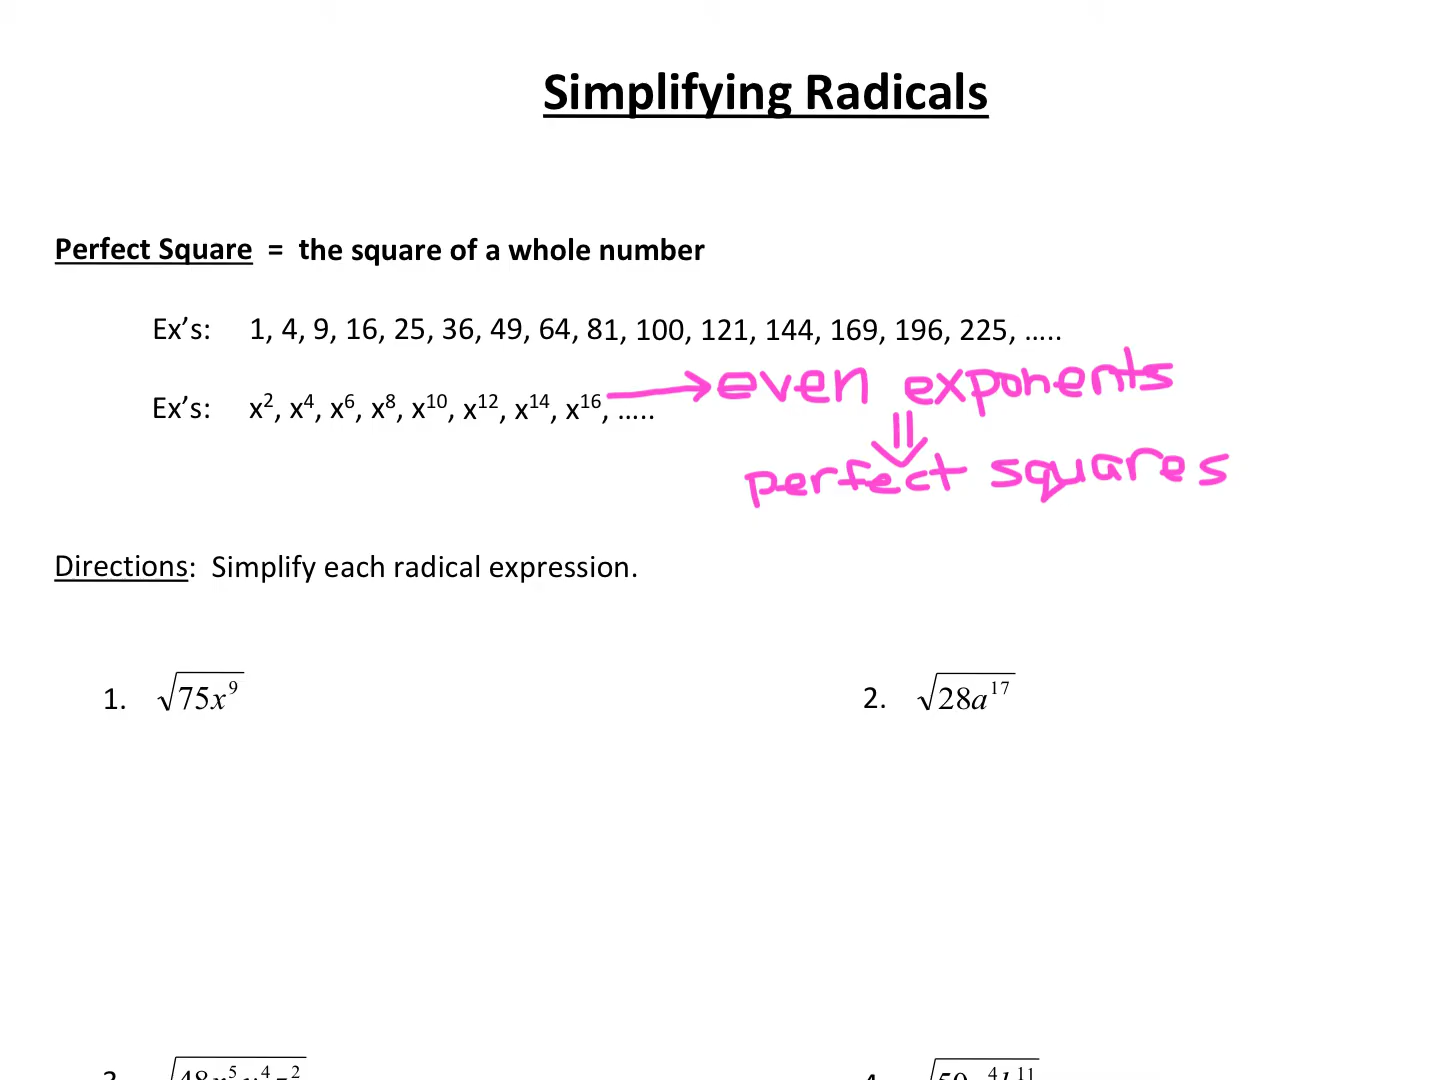 Simplifying Radicals
Perfect Square = the square of a whole number
Ex’s: 1, 4, 9, 16, 25, 36, 49, 64, 81, 100, 121, 144, 169, 196, 225, …..
Ex’s: x², x⁴, x⁶, x⁸, x¹⁰, x¹², x¹⁴, x¹⁶, ….. → even exponents
⇓
perfect squares
Directions: Simplify each radical expression.
1. √75x⁹ 2. √28a¹⁷